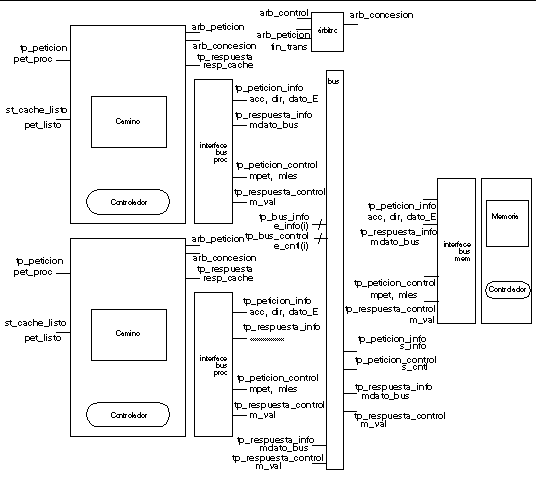 arb_control
arb_peticion
fin_trans
árbitro
arb_concesion
arb_peticion
arb_concesion
tp_respuesta
resp_cache
tp_peticion
pet_proc
st_cache_listo
pet_listo
Camino
Controlador
interface
bus
proc
tp_peticion_info
acc, dir, dato_E
tp_respuesta_info
mdato_bus
tp_peticion_control
mpet, mles
tp_respuesta_control
m_val
bus
tp_bus_info
e_info(i)
tp_bus_control
e_cntl(i)
arb_peticion
arb_concesion
tp_respuesta
resp_cache
tp_peticion
pet_proc
st_cache_listo
pet_listo
Camino
Controlador
interface
bus
proc
tp_peticion_info
acc, dir, dato_E
tp_respuesta_info
tp_peticion_control
mpet, mles
tp_respuesta_control
m_val
tp_respuesta_info
mdato_bus
tp_respuesta_control
m_val
tp_peticion_info
acc, dir, dato_E
tp_respuesta_info
mdato_bus
tp_peticion_control
mpet, mles
tp_respuesta_control
m_val
interface
bus
mem
Memoria
Controlador
tp_peticion_info
s_info
tp_peticion_control
s_cntl
tp_respuesta_info
mdato_bus
tp_respuesta_control
m_val